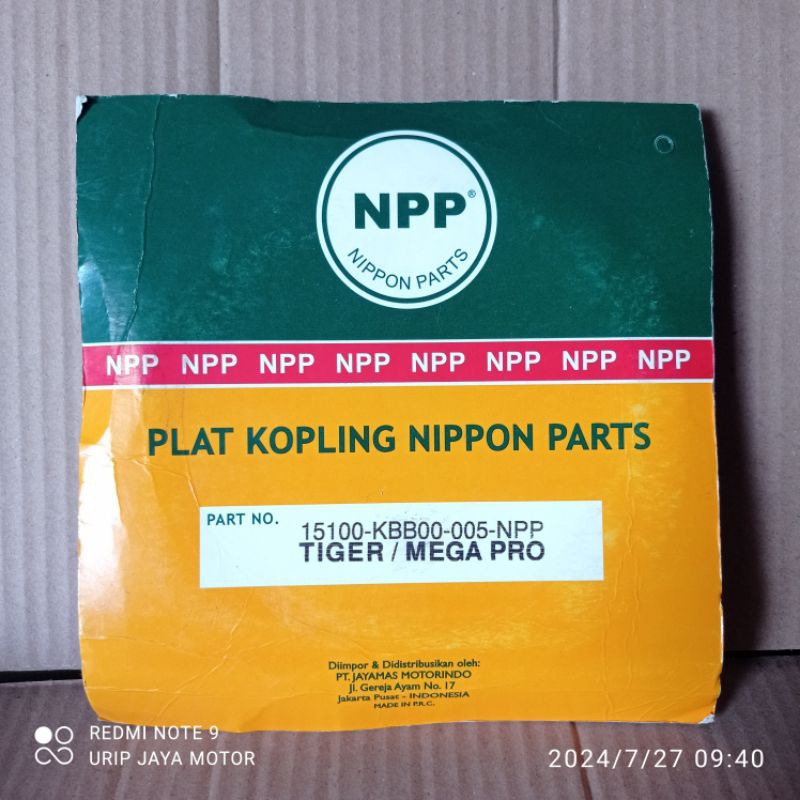 NPP®
NIPPON PARTS
NPP NPP NPP NPP NPP NPP NPP NPP
PLAT KOPLING NIPPON PARTS
PART NO.
15100-KBB00-005-NPP
TIGER / MEGA PRO
Diimpor & Didistribusikan oleh:
PT. JAYAMAS MOTORINDO
Jl. Gereja Ayam No. 17
Jakarta Pusat - INDONESIA
MADE IN P.R.C.
REDMI NOTE 9
URIP JAYA MOTOR
2024/7/27 09:40